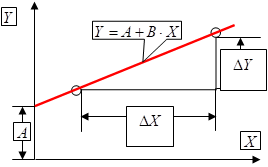 Y
Y = A + B · X
ΔY
A
ΔX
X